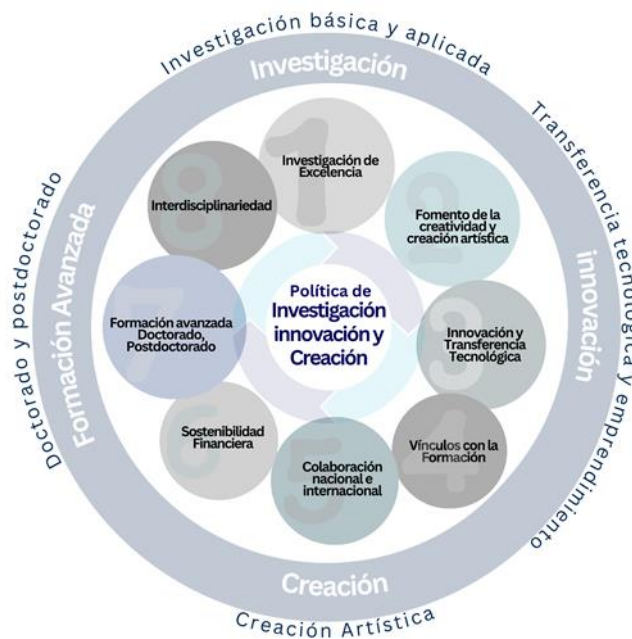 Investigación básica y aplicada
Investigación
Transferencia tecnológica y emprendimiento
innovación
Creación
Creación Artística
Doctorado y postdoctorado
Formación Avanzada
Política de
Investigación
innovación y
Creación
1
Investigación de
Excelencia
2
Fomento de la
creatividad y
creación artística
3
Innovación y
Transferencia
Tecnológica
4
Vínculos con la
Formación
5
Colaboración
nacional e
internacional
6
Sostenibilidad
Financiera
7
Formación avanzada
Doctorado,
Postdoctorado
8
Interdisciplinariedad